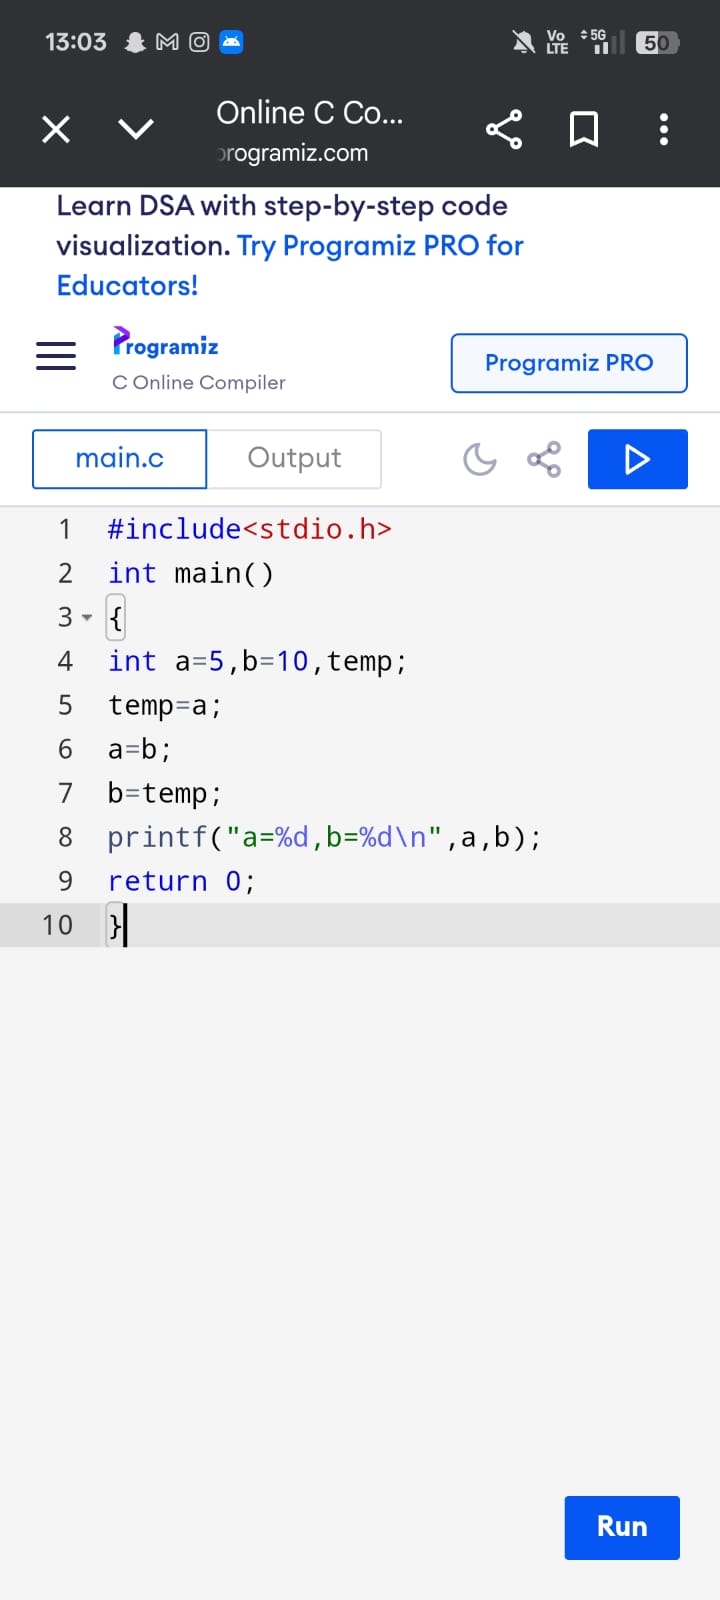 13:03
Vo
LTE
5G
50
Online C Co...
programiz.com
Learn DSA with step-by-step code
visualization. Try Programiz PRO for
Educators!
Programiz
C Online Compiler
Programiz PRO
main.c
Output
1 #include<stdio.h>
2 int main()
3 {
4 int a=5,b=10,temp;
5 temp=a;
6 a=b;
7 b=temp;
8 printf("a=%d,b=%d\n",a,b);
9 return 0;
10 }
Run